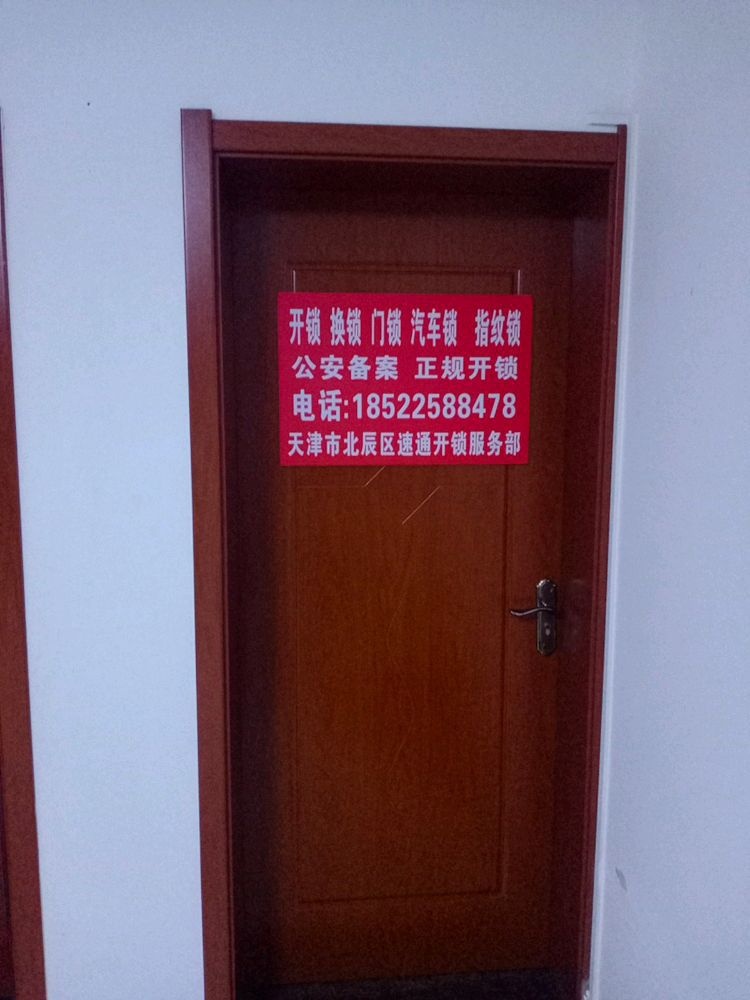 开锁 换锁 门锁 汽车锁 指纹锁
公安备案 正规开锁
电话:18522588478
天津市北辰区速通开锁服务部